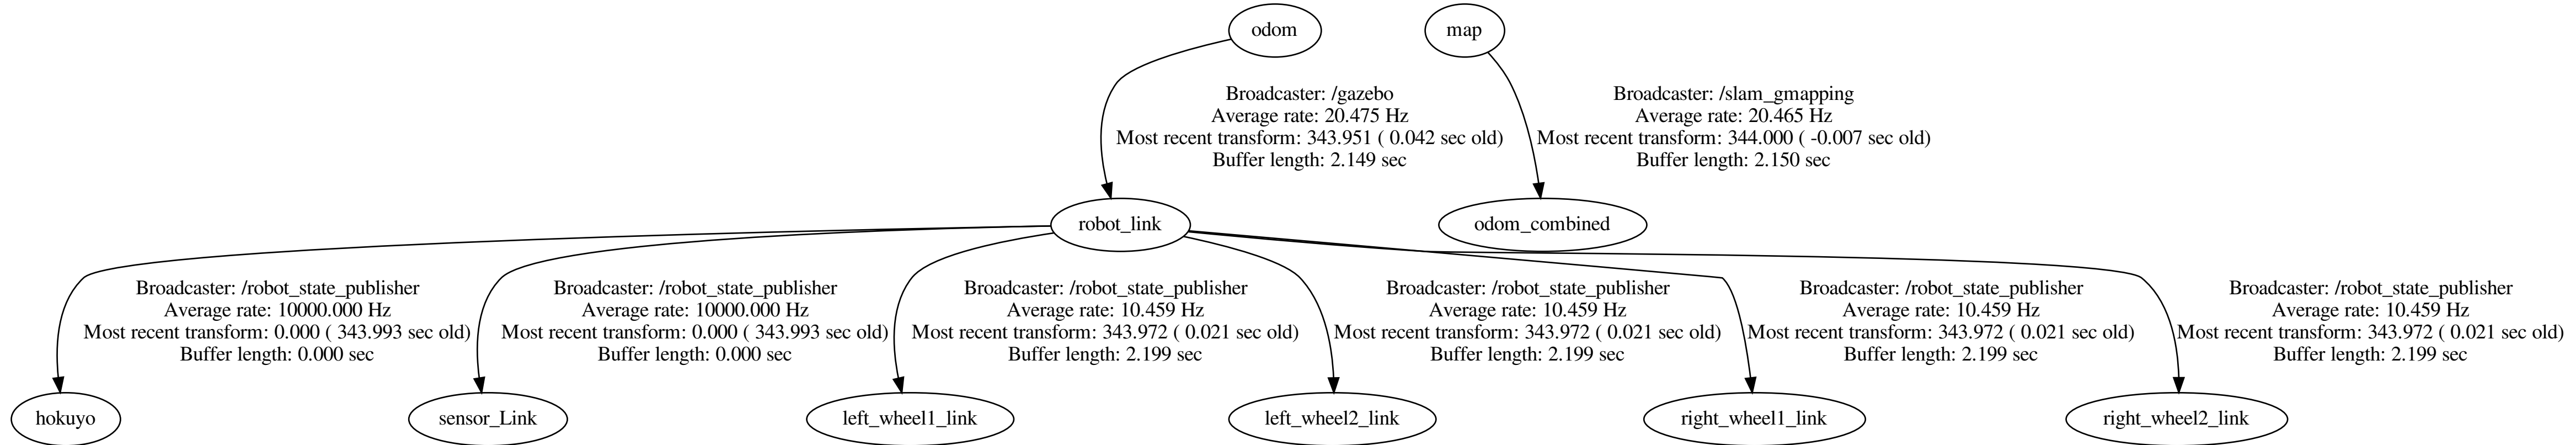 odom
map
Broadcaster: /gazebo
Average rate: 20.475 Hz
Most recent transform: 343.951 ( 0.042 sec old)
Buffer length: 2.149 sec
Broadcaster: /slam_gmapping
Average rate: 20.465 Hz
Most recent transform: 344.000 ( -0.007 sec old)
Buffer length: 2.150 sec
robot_link
odom_combined
Broadcaster: /robot_state_publisher
Average rate: 10000.000 Hz
Most recent transform: 0.000 ( 343.993 sec old)
Buffer length: 0.000 sec
Broadcaster: /robot_state_publisher
Average rate: 10000.000 Hz
Most recent transform: 0.000 ( 343.993 sec old)
Buffer length: 0.000 sec
Broadcaster: /robot_state_publisher
Average rate: 10.459 Hz
Most recent transform: 343.972 ( 0.021 sec old)
Buffer length: 2.199 sec
Broadcaster: /robot_state_publisher
Average rate: 10.459 Hz
Most recent transform: 343.972 ( 0.021 sec old)
Buffer length: 2.199 sec
Broadcaster: /robot_state_publisher
Average rate: 10.459 Hz
Most recent transform: 343.972 ( 0.021 sec old)
Buffer length: 2.199 sec
Broadcaster: /robot_state_publisher
Average rate: 10.459 Hz
Most recent transform: 343.972 ( 0.021 sec old)
Buffer length: 2.199 sec
hokuyo
sensor_Link
left_wheel1_link
left_wheel2_link
right_wheel1_link
right_wheel2_link